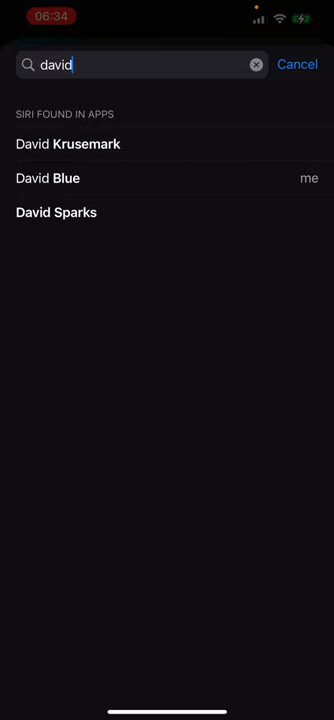 06:34
david
Cancel
SIRI FOUND IN APPS
David Krusemark
David Blue me
David Sparks